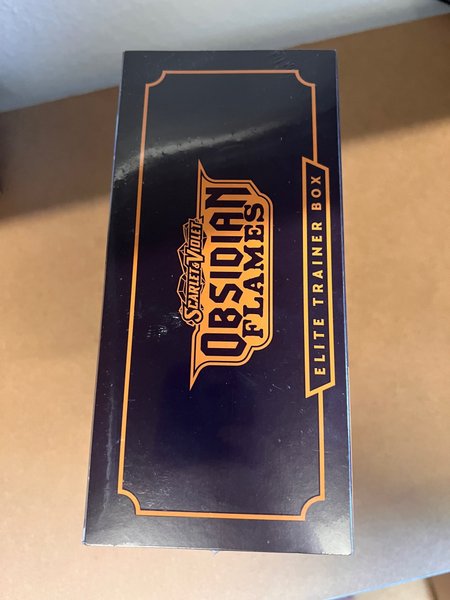 SCARLET & VIOLET
OBSIDIAN
FLAMES
ELITE TRAINER BOX